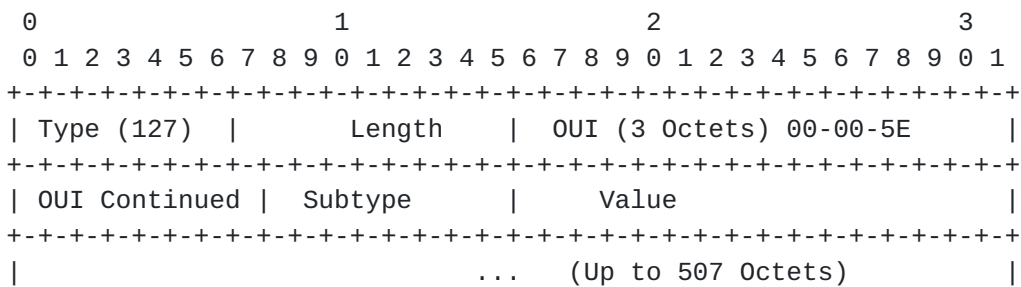 0                   1                   2                   3
 0 1 2 3 4 5 6 7 8 9 0 1 2 3 4 5 6 7 8 9 0 1 2 3 4 5 6 7 8 9 0 1
+-+-+-+-+-+-+-+-+-+-+-+-+-+-+-+-+-+-+-+-+-+-+-+-+-+-+-+-+-+-+-+-+
| Type (127)  |       Length    |  OUI (3 Octets) 00-00-5E      |
+-+-+-+-+-+-+-+-+-+-+-+-+-+-+-+-+-+-+-+-+-+-+-+-+-+-+-+-+-+-+-+-+
| OUI Continued |  Subtype      |     Value                     |
+-+-+-+-+-+-+-+-+-+-+-+-+-+-+-+-+-+-+-+-+-+-+-+-+-+-+-+-+-+-+-+-+
|                             ...   (Up to 507 Octets)          |